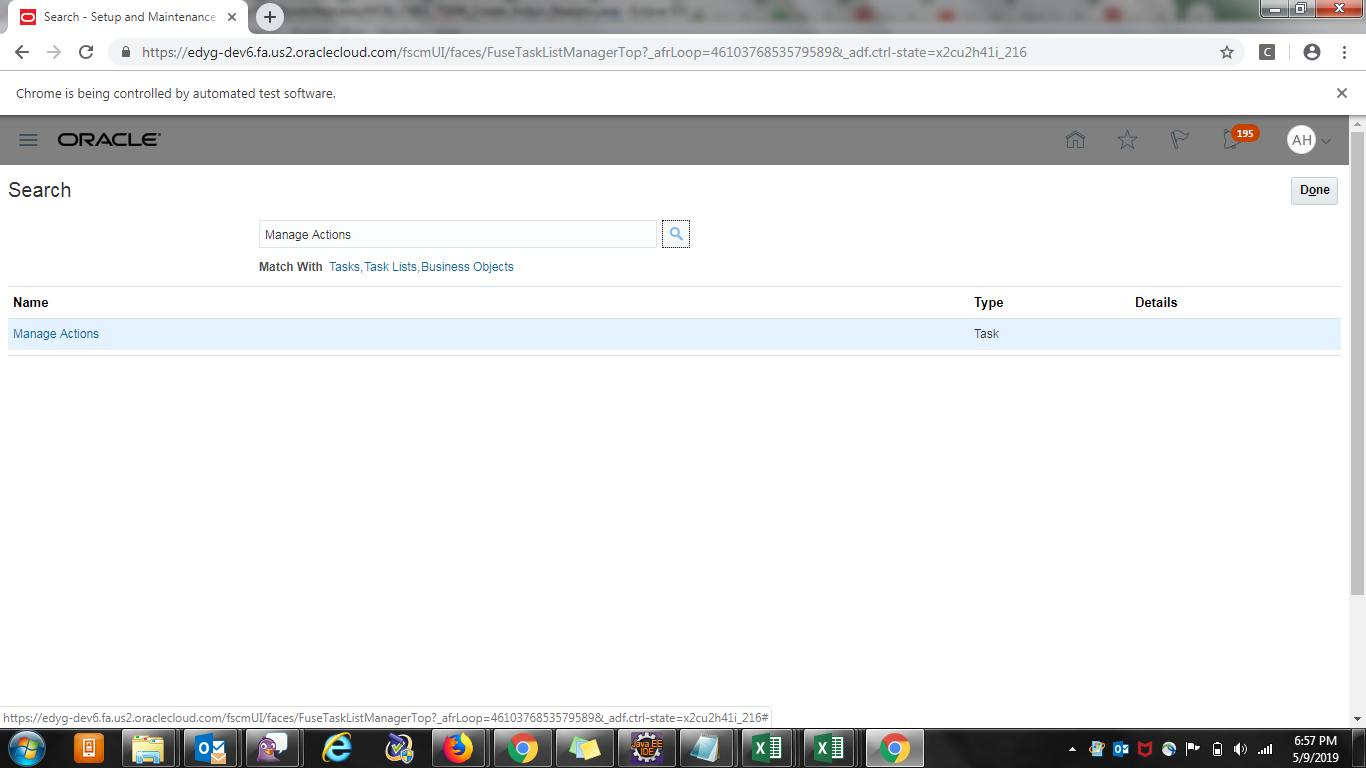 Search - Setup and Maintenance
https://edyg-dev6.fa.us2.oraclecloud.com/fscmUI/faces/FuseTaskListManagerTop?_afrLoop=4610376853579589&_adf.ctrl-state=x2cu2h41i_216
C
Chrome is being controlled by automated test software.
ORACLE
195
AH
Search
Done
Manage Actions
Match With Tasks, Task Lists, Business Objects
Name Type Details
Manage Actions Task
https://edyg-dev6.fa.us2.oraclecloud.com/fscmUI/faces/FuseTaskListManagerTop?_afrLoop=4610376853579589&_adf.ctrl-state=x2cu2h41i_216#
Java EE
IDE
6:57 PM
5/9/2019